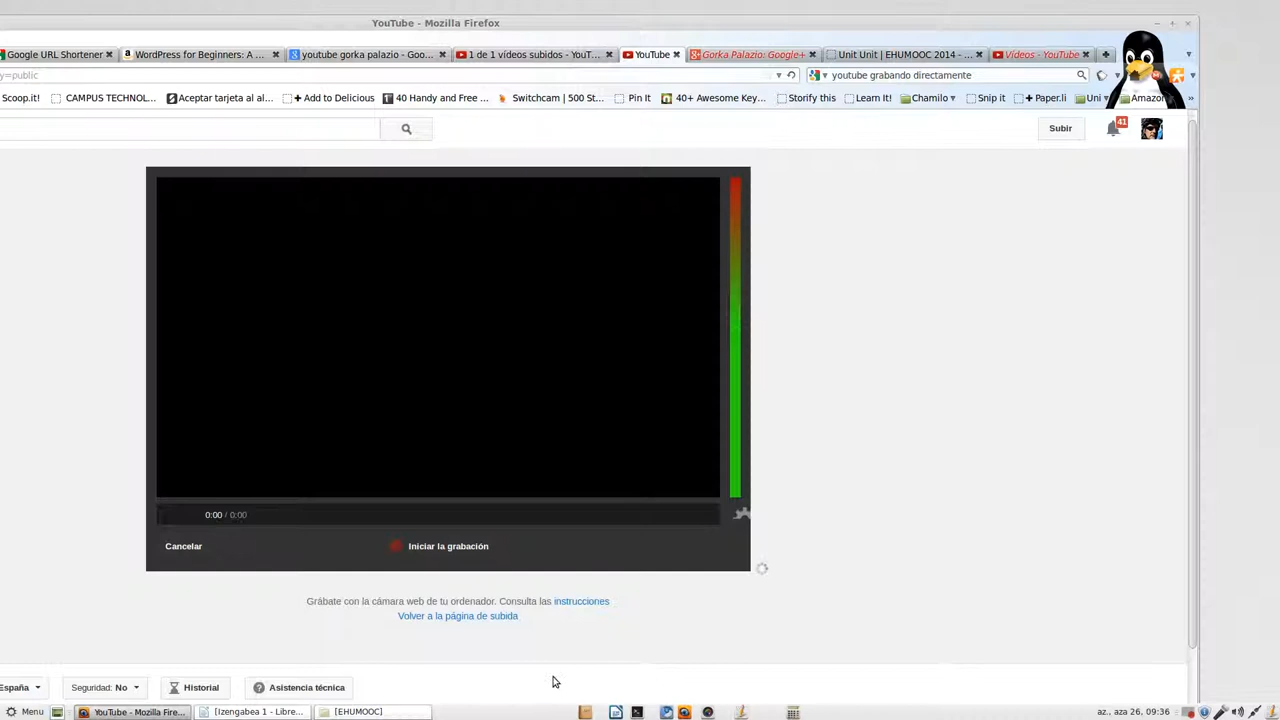 YouTube - Mozilla Firefox
Google URL Shortener
WordPress for Beginners: A ...
youtube gorka palazio - Goo...
1 de 1 vídeos subidos - YouT...
YouTube
Gorka Palazio: Google+
Unit Unit | EHUMOOC 2014 - ...
Vídeos - YouTube
y=public
youtube grabando directamente
Scoop.it!
CAMPUS TECHNOL...
Aceptar tarjeta al al...
+ Add to Delicious
40 Handy and Free ...
Switchcam | 500 St...
Pin It
40+ Awesome Key...
Storify this
Learn It!
Chamilo
Snip it
+ Paper.li
Uni
Amazon
Subir
41
0:00 / 0:00
Cancelar
Iniciar la grabación
Grábate con la cámara web de tu ordenador. Consulta las instrucciones
Volver a la página de subida
España
Seguridad: No
Historial
Asistencia técnica
Menu
YouTube - Mozilla Fire...
[Izengabea 1 - Libre...
[EHUMOOC]
az., aza 26, 09:36